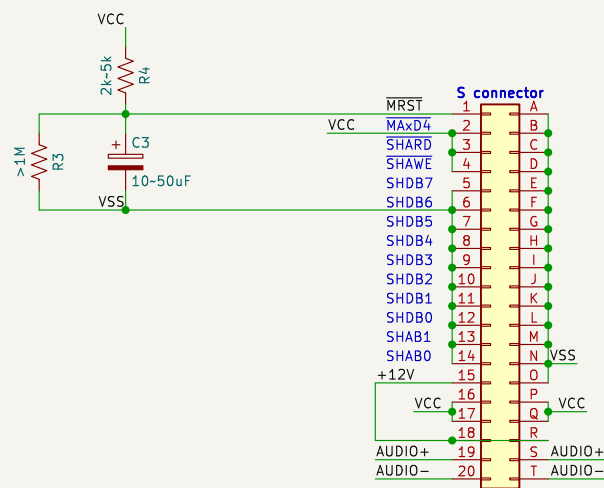 VCC
2k~5k
R4
>1M
R3
C3
+
10~50uF
VSS
S connector
MRST 1 A
VCC MAxD4 2 B
SHARD 3 C
SHAWE 4 D
SHDB7 5 E
SHDB6 6 F
SHDB5 7 G
SHDB4 8 H
SHDB3 9 I
SHDB2 10 J
SHDB1 11 K
SHDB0 12 L
SHAB1 13 M
SHAB0 14 N VSS
+12V 15 O
16 P
VCC 17 Q VCC
18 R
AUDIO+ 19 S AUDIO+
AUDIO- 20 T AUDIO-